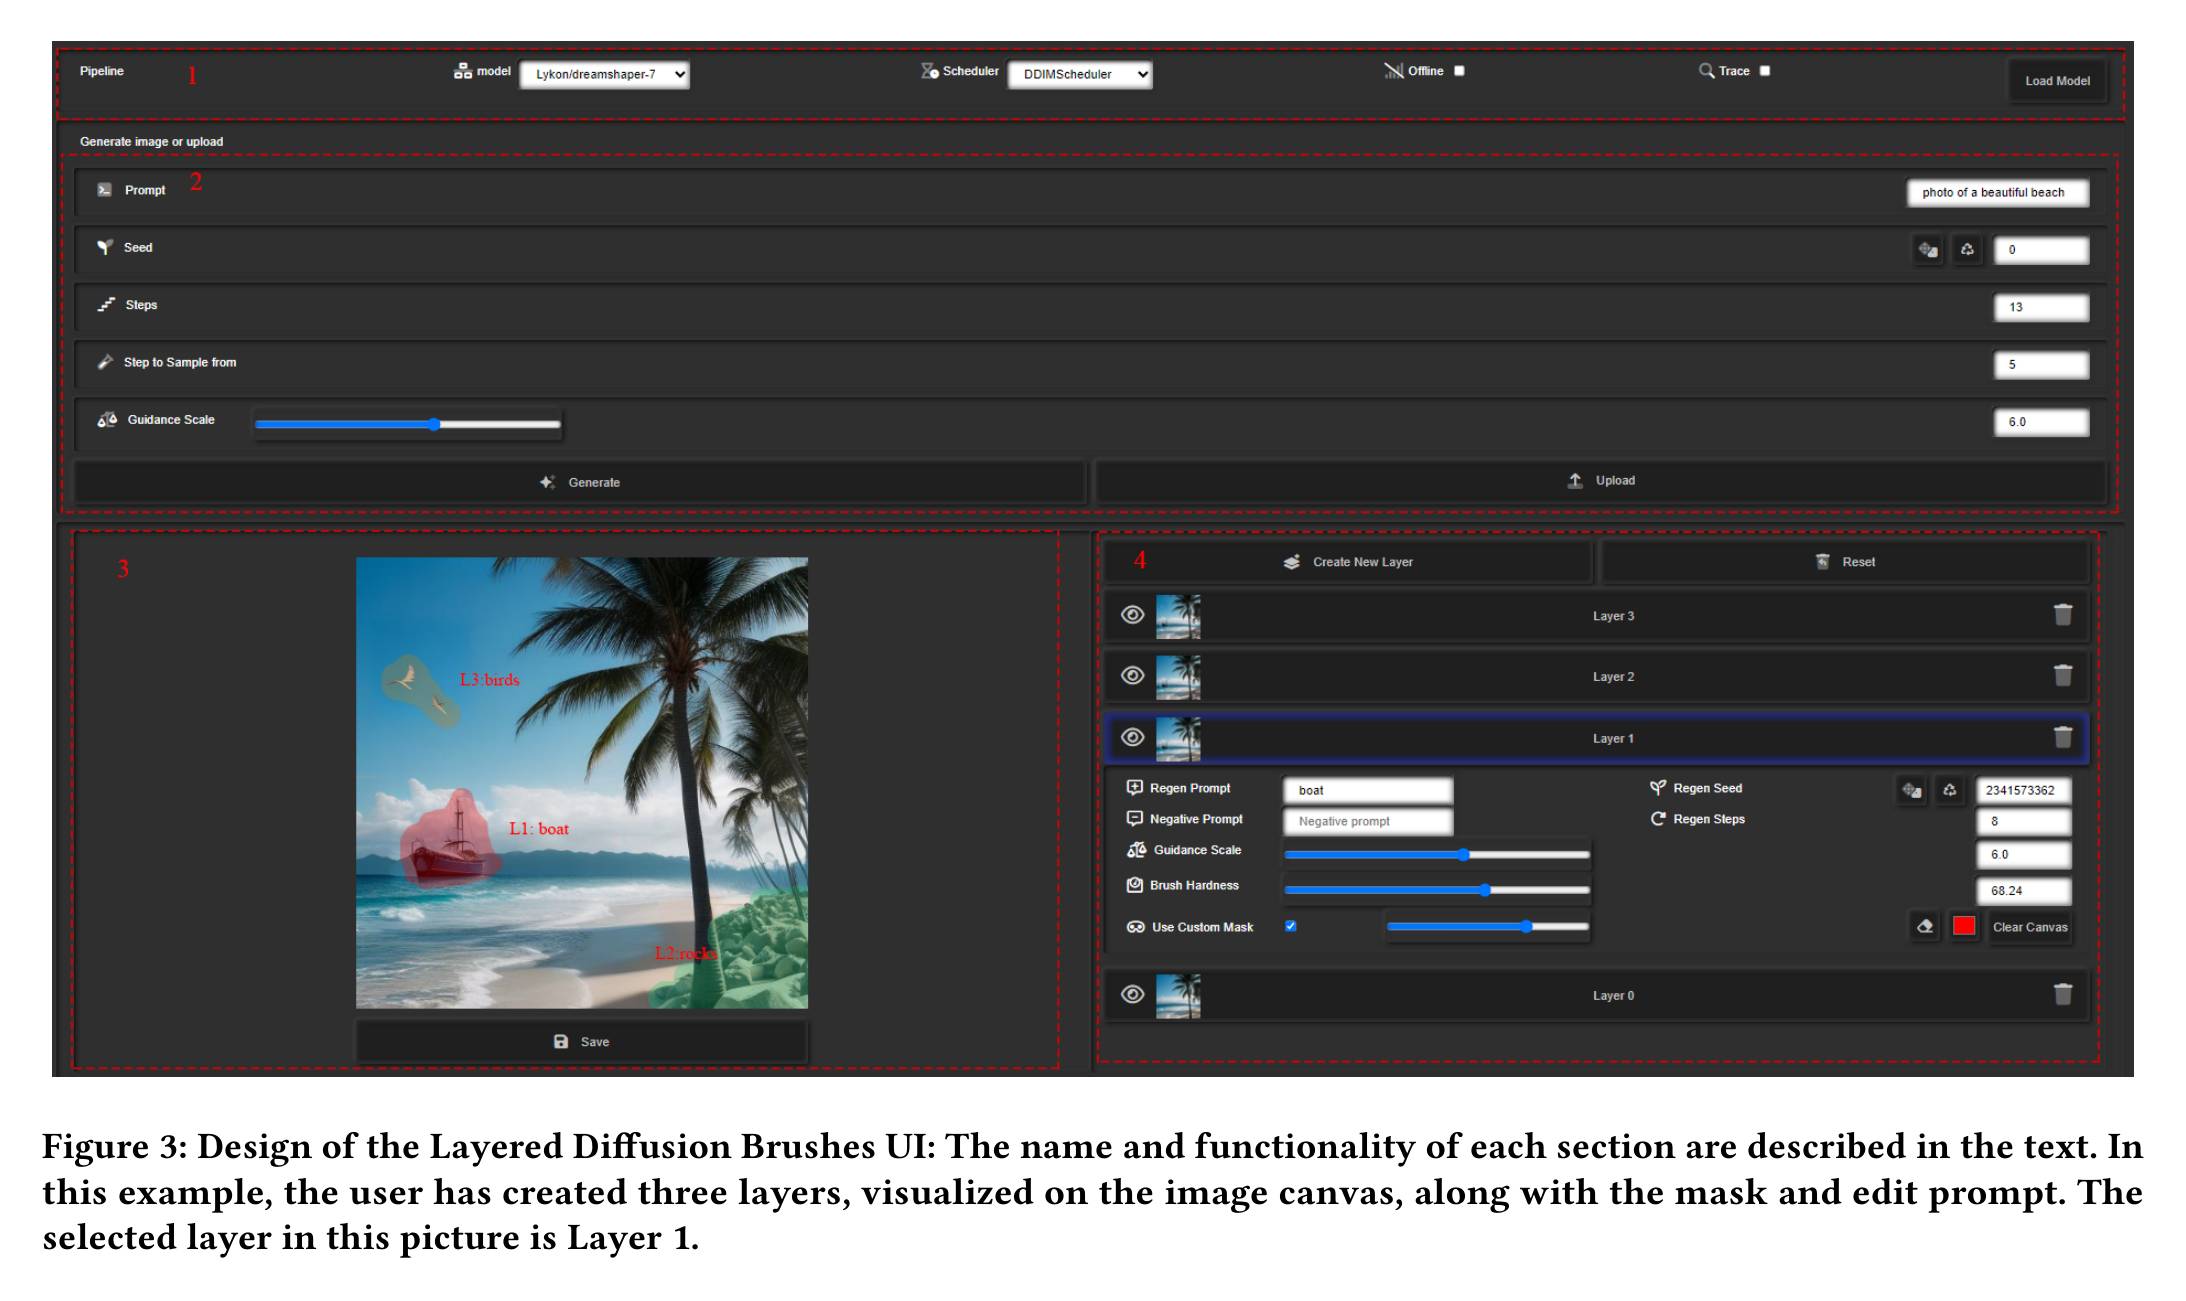 Pipeline 1 model Lykon/dreamshaper-7 Scheduler DDIMScheduler Offline Trace Load Model
Generate image or upload
Prompt 2 photo of a beautiful beach
Seed 0
Steps 13
Step to Sample from 5
Guidance Scale 6.0
Generate Upload
3
L3:birds
L1: boat
L2:rocks
Save
4 Create New Layer Reset
Layer 3
Layer 2
Layer 1
Regen Prompt boat Regen Seed 2341573362
Negative Prompt Negative prompt Regen Steps 8
Guidance Scale 6.0
Brush Hardness 68.24
Use Custom Mask Clear Canvas
Layer 0
Figure 3: Design of the Layered Diffusion Brushes UI: The name and functionality of each section are described in the text. In
this example, the user has created three layers, visualized on the image canvas, along with the mask and edit prompt. The
selected layer in this picture is Layer 1.